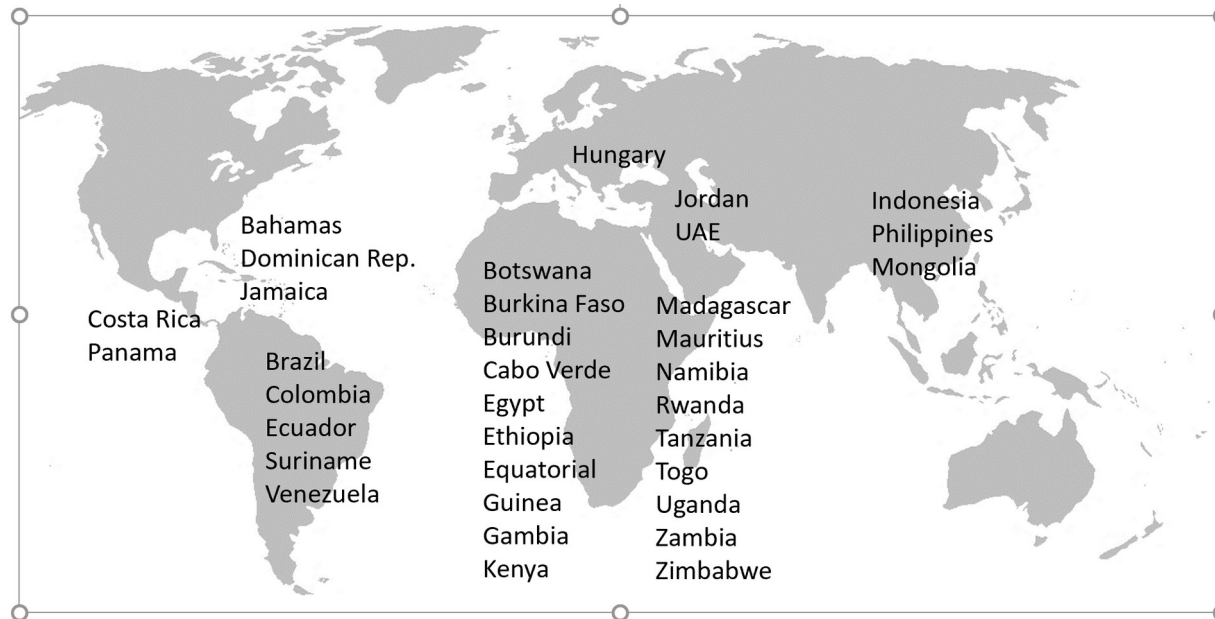 Hungary
Jordan
UAE
Indonesia
Philippines
Mongolia
Bahamas
Dominican Rep.
Jamaica
Costa Rica
Panama
Brazil
Colombia
Ecuador
Suriname
Venezuela
Botswana
Burkina Faso
Burundi
Cabo Verde
Egypt
Ethiopia
Equatorial
Guinea
Gambia
Kenya
Madagascar
Mauritius
Namibia
Rwanda
Tanzania
Togo
Uganda
Zambia
Zimbabwe